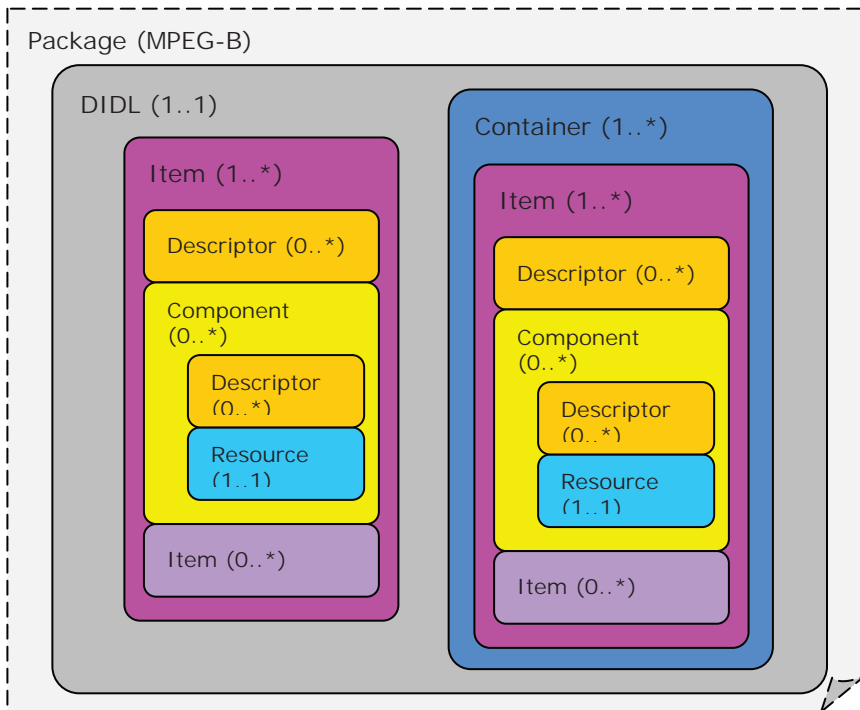 Package (MPEG-B)
DIDL (1..1)
Item (1..*)
Descriptor (0..*)
Component
(0..*)
Descriptor
(0..*)
Resource
(1..1)
Item (0..*)
Container (1..*)
Item (1..*)
Descriptor (0..*)
Component
(0..*)
Descriptor
(0..*)
Resource
(1..1)
Item (0..*)